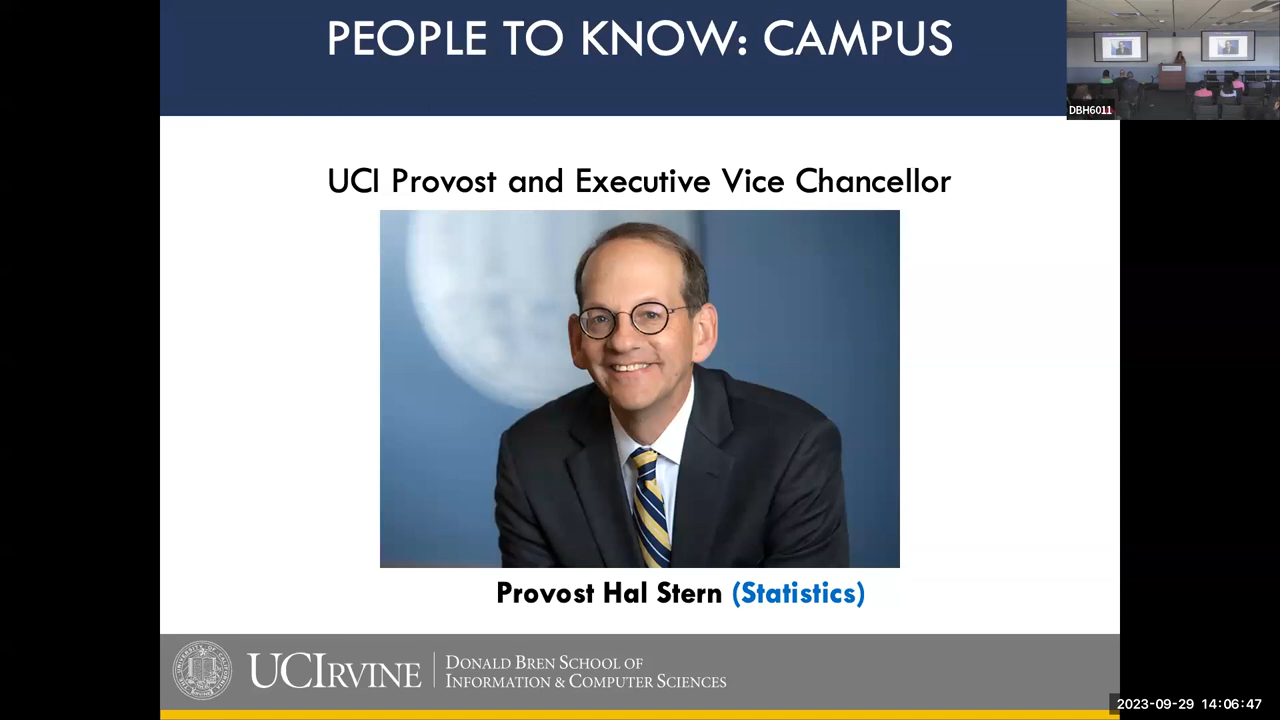 PEOPLE TO KNOW: CAMPUS
DBH6011
UCI Provost and Executive Vice Chancellor
Provost Hal Stern (Statistics)
UCIRVINE
DONALD BREN SCHOOL OF
INFORMATION & COMPUTER SCIENCES
2023-09-29 14:06:47